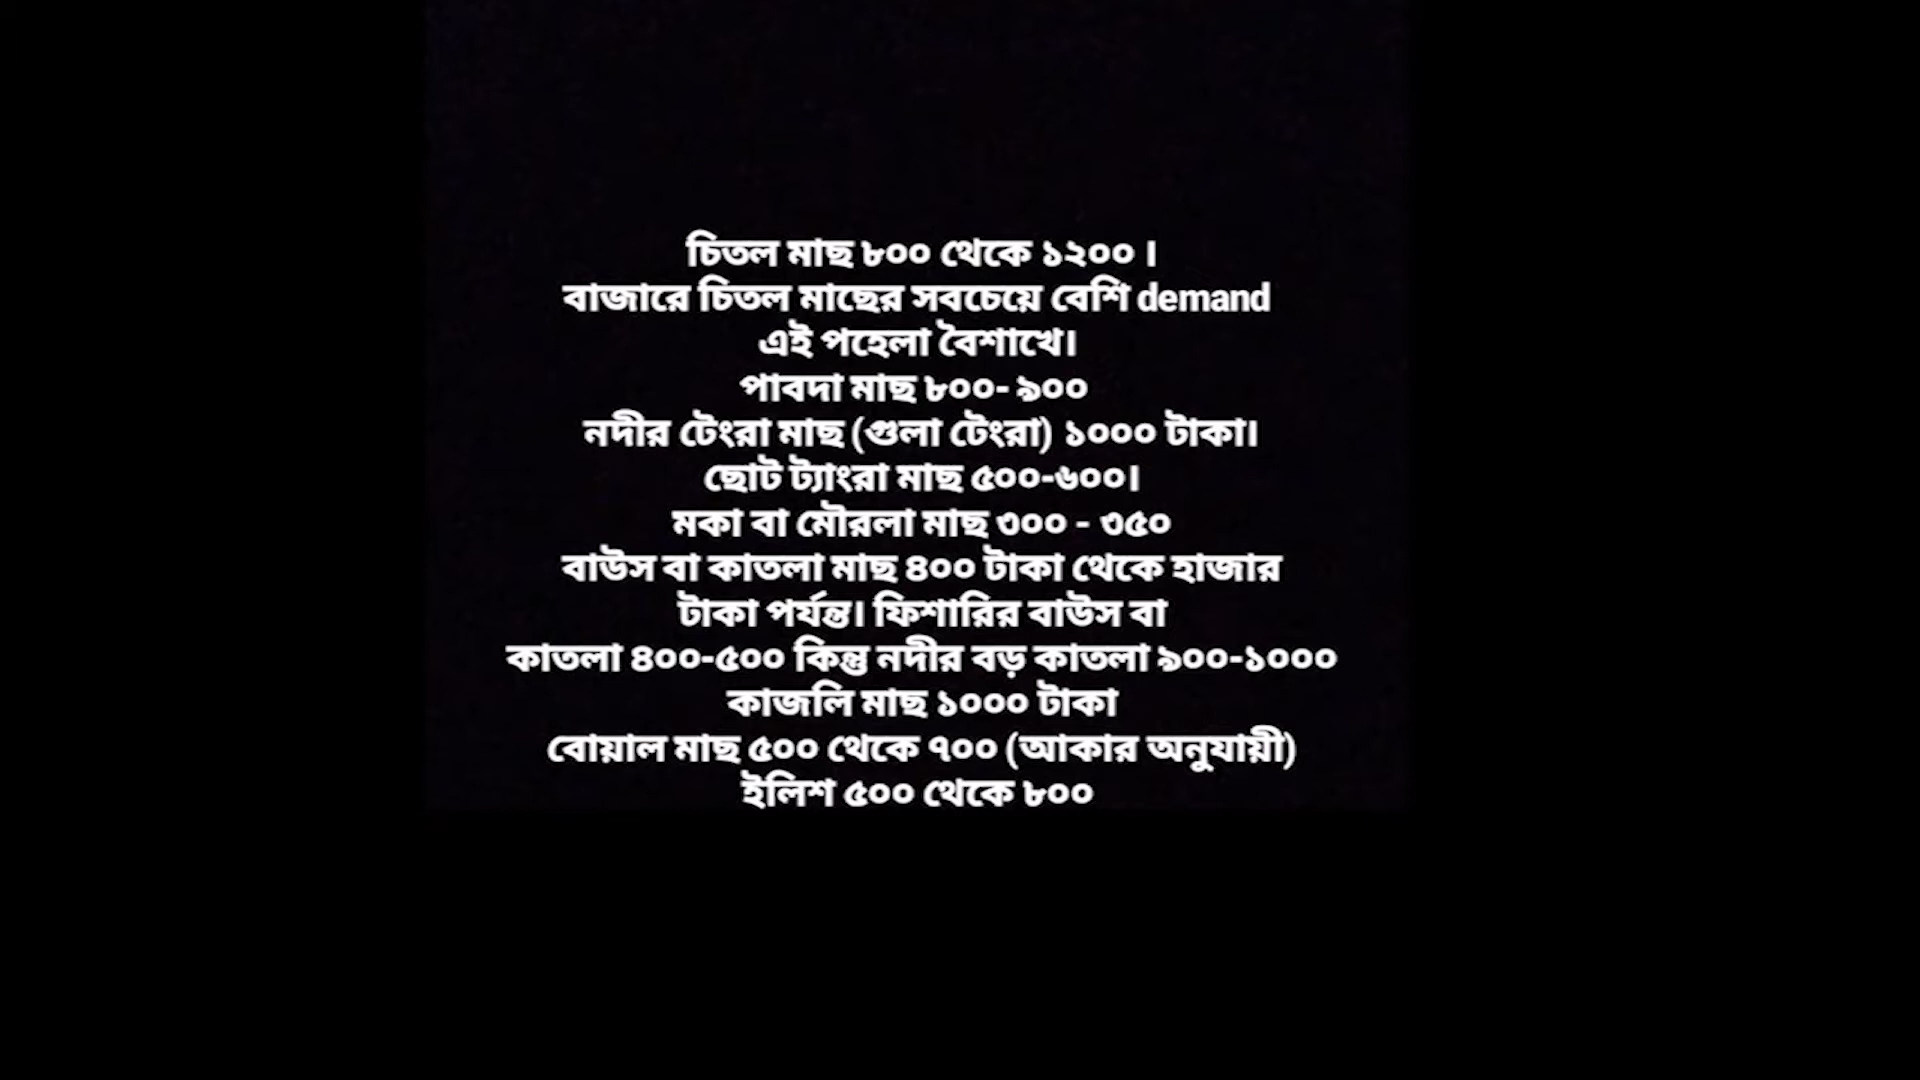 চিতল মাছ ৮০০ থেকে ১২০০ ।
বাজারে চিতল মাছের সবচেয়ে বেশি demand
এই পহেলা বৈশাখে।
পাবদা মাছ ৮০০- ৯০০
নদীর টেংরা মাছ (গুলা টেংরা) ১০০০ টাকা।
ছোট ট্যাংরা মাছ ৫০০-৬০০।
মকা বা মৌরলা মাছ ৩০০ - ৩৫০
বাউস বা কাতলা মাছ ৪০০ টাকা থেকে হাজার
টাকা পর্যন্ত। ফিশারির বাউস বা
কাতলা ৪০০-৫০০ কিন্তু নদীর বড় কাতলা ৯০০-১০০০
কাজলি মাছ ১০০০ টাকা
বোয়াল মাছ ৫০০ থেকে ৭০০ (আকার অনুযায়ী)
ইলিশ ৫০০ থেকে ৮০০